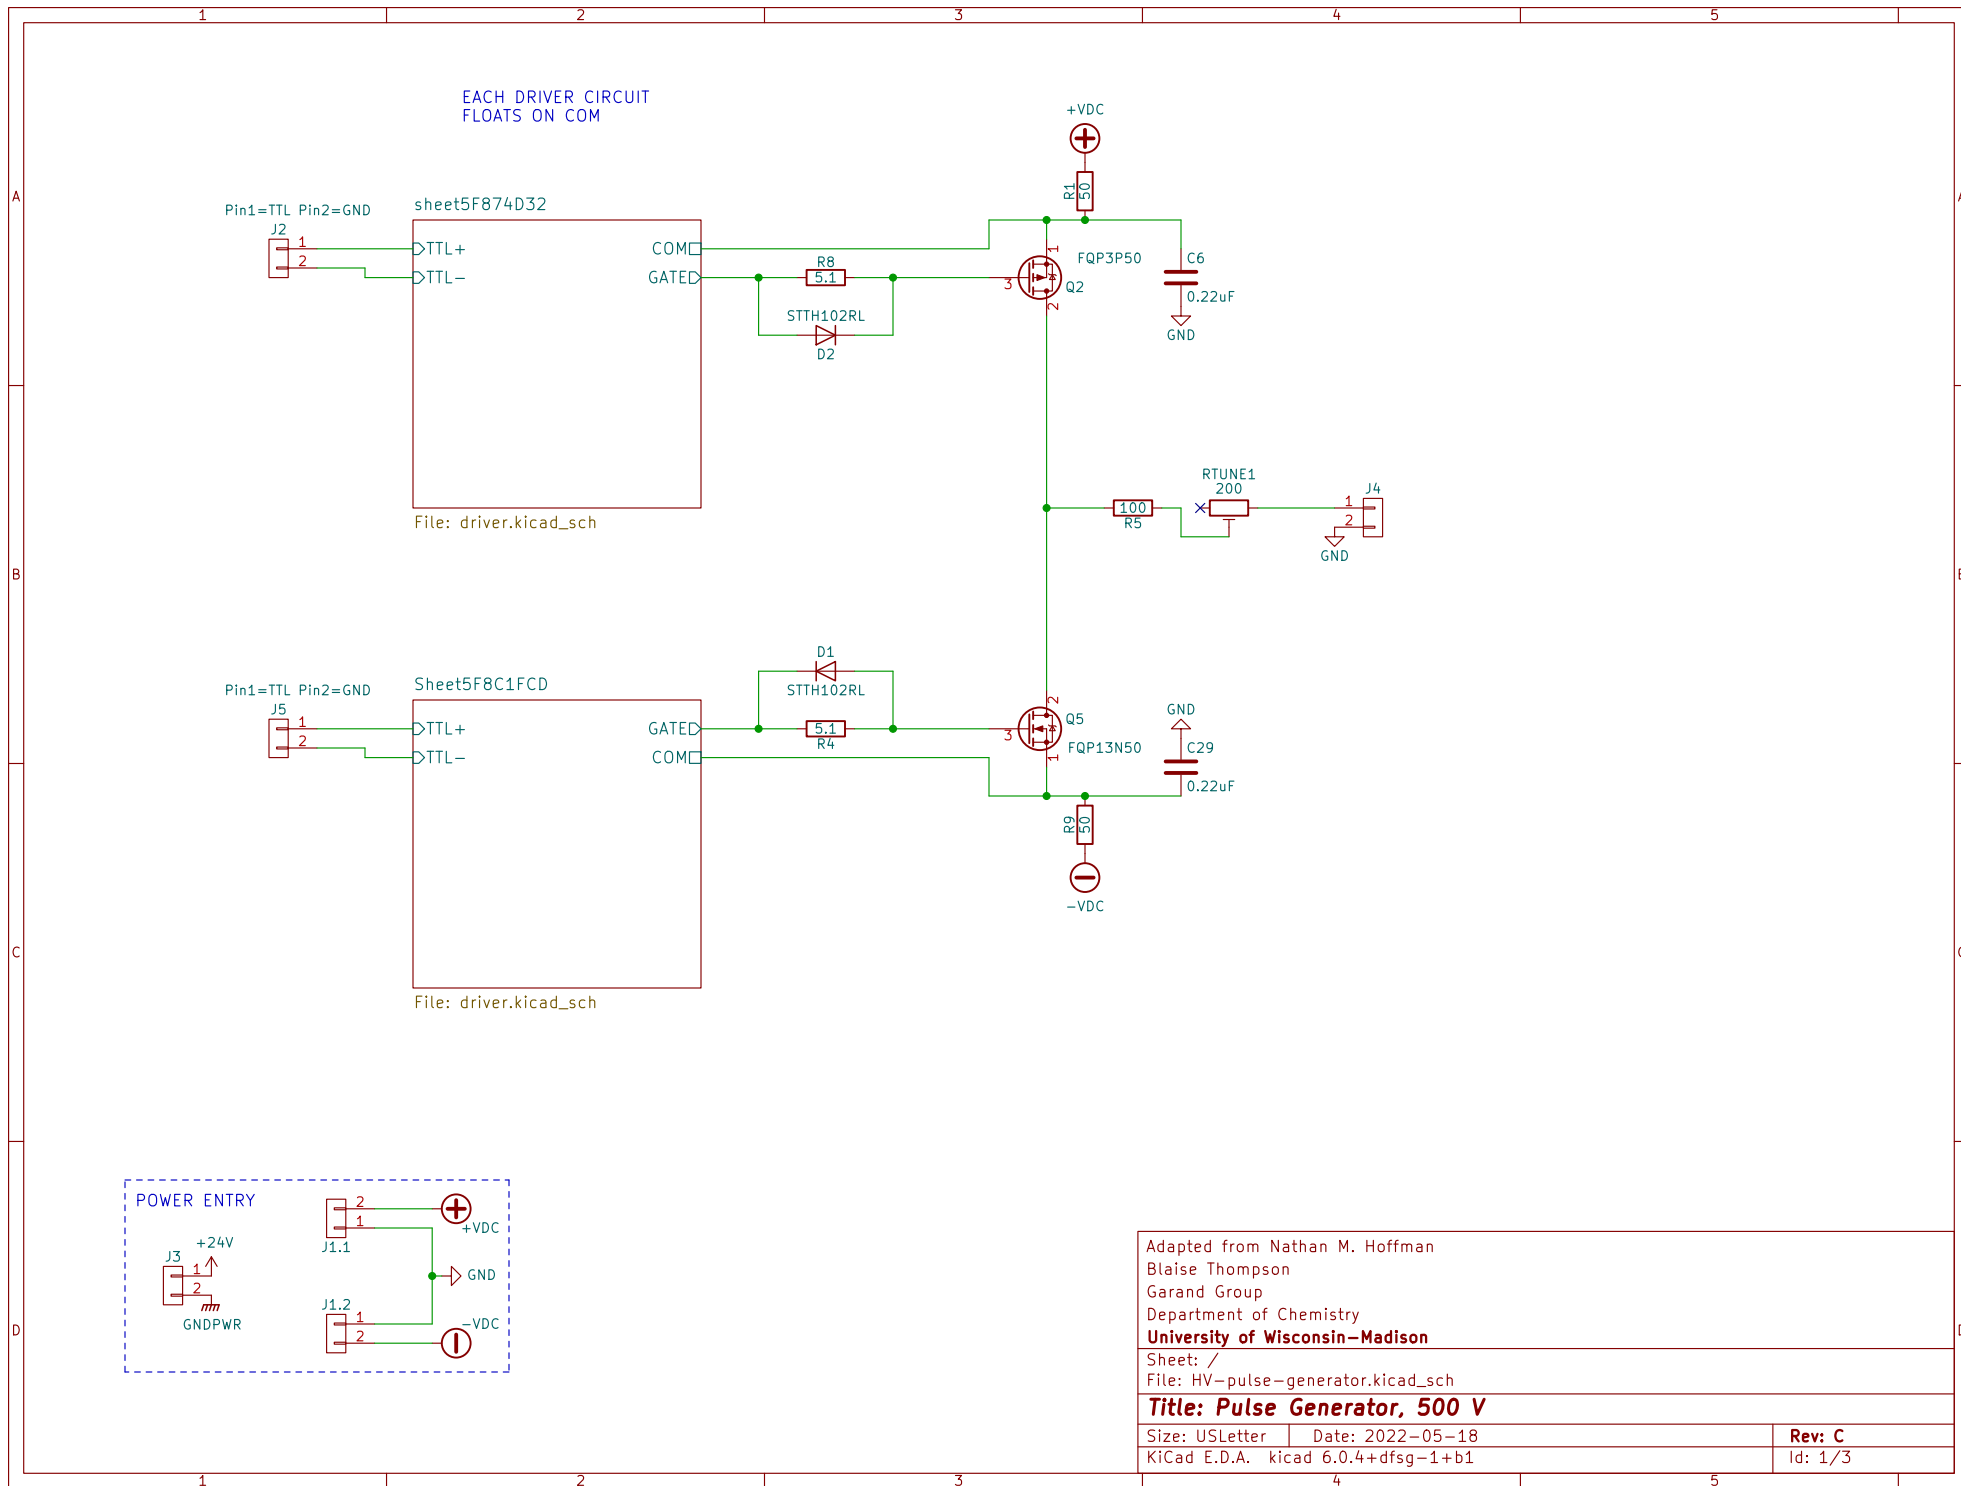 1 2 3 4 5
EACH DRIVER CIRCUIT
FLOATS ON COM
+VDC
R1
50
A
sheet5F874D32
Pin1=TTL Pin2=GND
J2
1
2
TTL+
TTL-
COM
GATE
R8
5.1
STTH102RL
D2
1
FQP3P50
Q2
3
2
C6
0.22uF
GND
File: driver.kicad_sch
RTUNE1
200
100
R5
J4
1
2
GND
B
D1
STTH102RL
Sheet5F8C1FCD
Pin1=TTL Pin2=GND
J5
1
2
TTL+
TTL-
GATE
COM
5.1
R4
2
Q5
3
FQP13N50
1
GND
C29
0.22uF
R9
50
-VDC
C
File: driver.kicad_sch
POWER ENTRY
2
1
J1.1
+VDC
+24V
J3
1
2
GNDPWR
GND
J1.2
1
2
-VDC
D
Adapted from Nathan M. Hoffman
Blaise Thompson
Garand Group
Department of Chemistry
University of Wisconsin-Madison
Sheet: /
File: HV-pulse-generator.kicad_sch
Title: Pulse Generator, 500 V
Size: USLetter Date: 2022-05-18 Rev: C
KiCad E.D.A. kicad 6.0.4+dfsg-1+b1 Id: 1/3
1 2 3 4 5